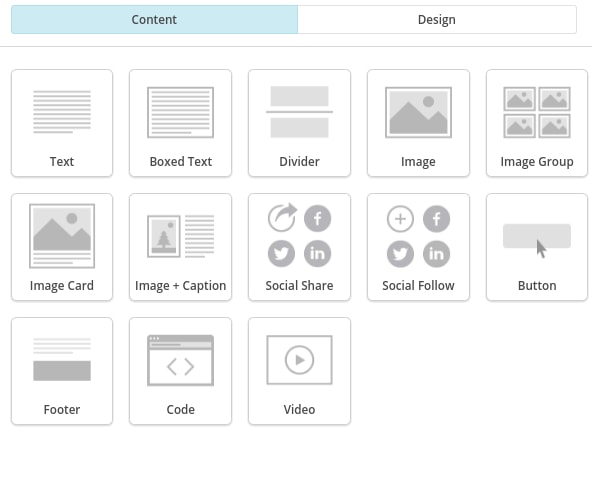 Content
Design
Text
Boxed Text
Divider
Image
Image Group
Image Card
Image + Caption
Social Share
Social Follow
Button
Footer
Code
Video